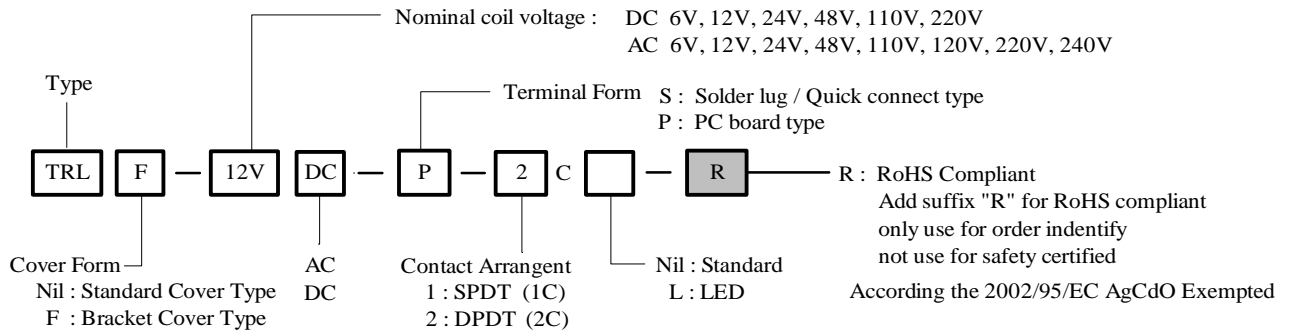 Nominal coil voltage : DC 6V, 12V, 24V, 48V, 110V, 220V
AC 6V, 12V, 24V, 48V, 110V, 120V, 220V, 240V
Type
Terminal Form S : Solder lug / Quick connect type
P : PC board type
TRL F — 12V DC — P — 2 C — R
R : RoHS Compliant
Add suffix "R" for RoHS compliant
only use for order indentify
not use for safety certified
According the 2002/95/EC AgCdO Exempted
Cover Form
Nil : Standard Cover Type
F : Bracket Cover Type
AC
DC
Contact Arrangent
1 : SPDT (1C)
2 : DPDT (2C)
Nil : Standard
L : LED